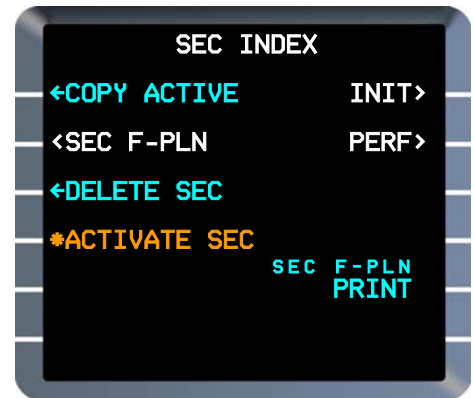 SEC INDEX
←COPY ACTIVE INIT>
<SEC F-PLN PERF>
←DELETE SEC
*ACTIVATE SEC
SEC F-PLN
PRINT